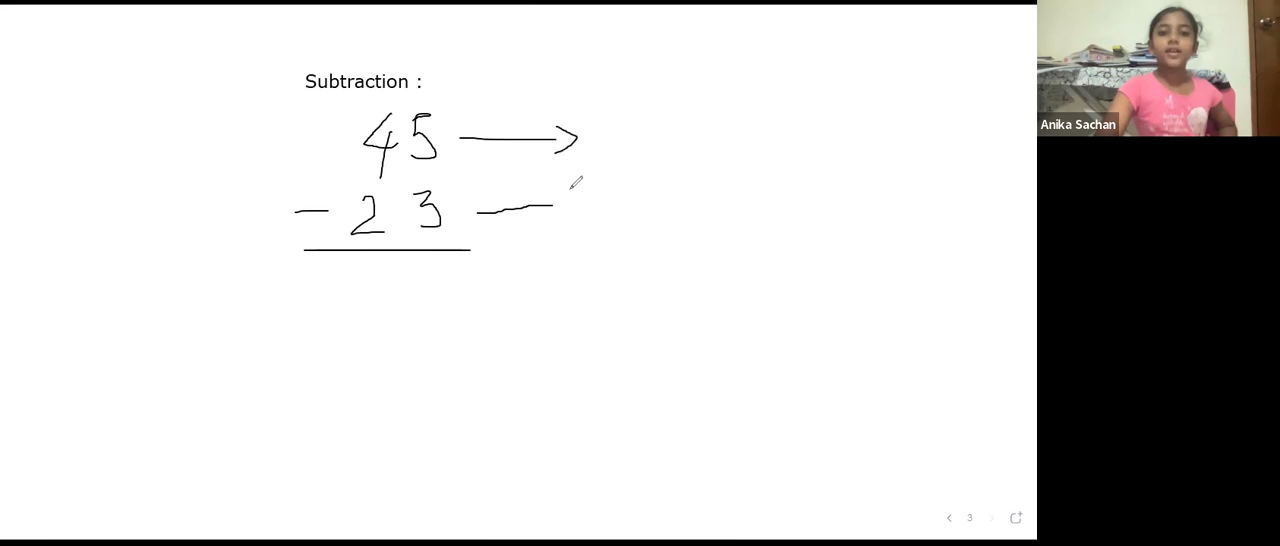 Subtraction :
45 →
- 23 —
Anika Sachan
3